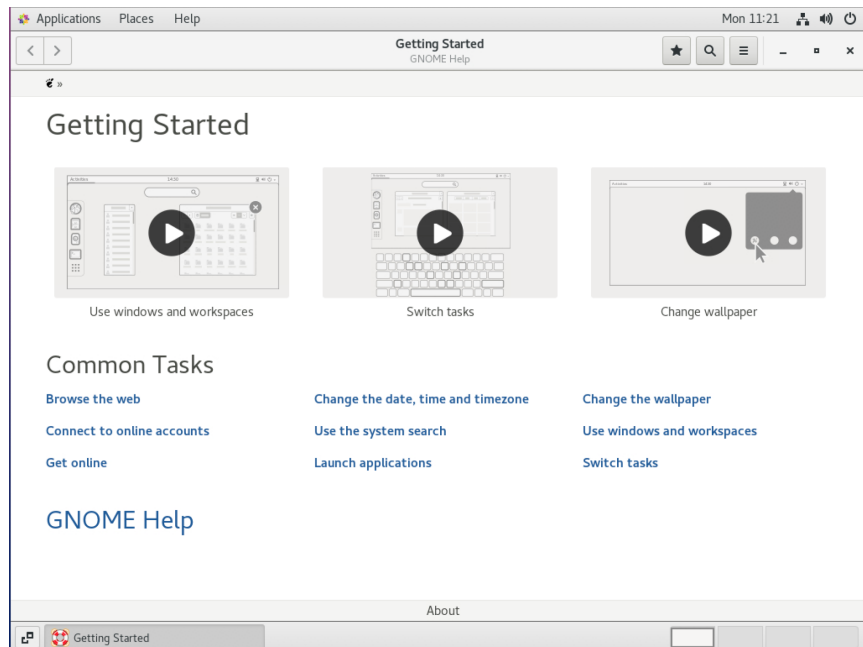 Applications Places Help Mon 11:21
Getting Started
GNOME Help
»
Getting Started
Use windows and workspaces Switch tasks Change wallpaper
Common Tasks
Browse the web Change the date, time and timezone Change the wallpaper
Connect to online accounts Use the system search Use windows and workspaces
Get online Launch applications Switch tasks
GNOME Help
About
Getting Started